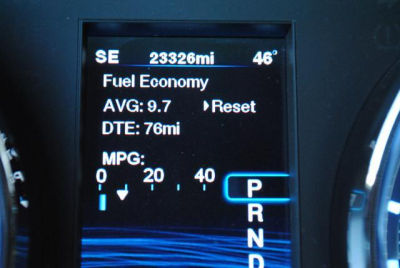 SE 23326mi 46°
Fuel Economy
AVG: 9.7 Reset
DTE: 76mi
MPG:
0 20 40
P
R
N
D